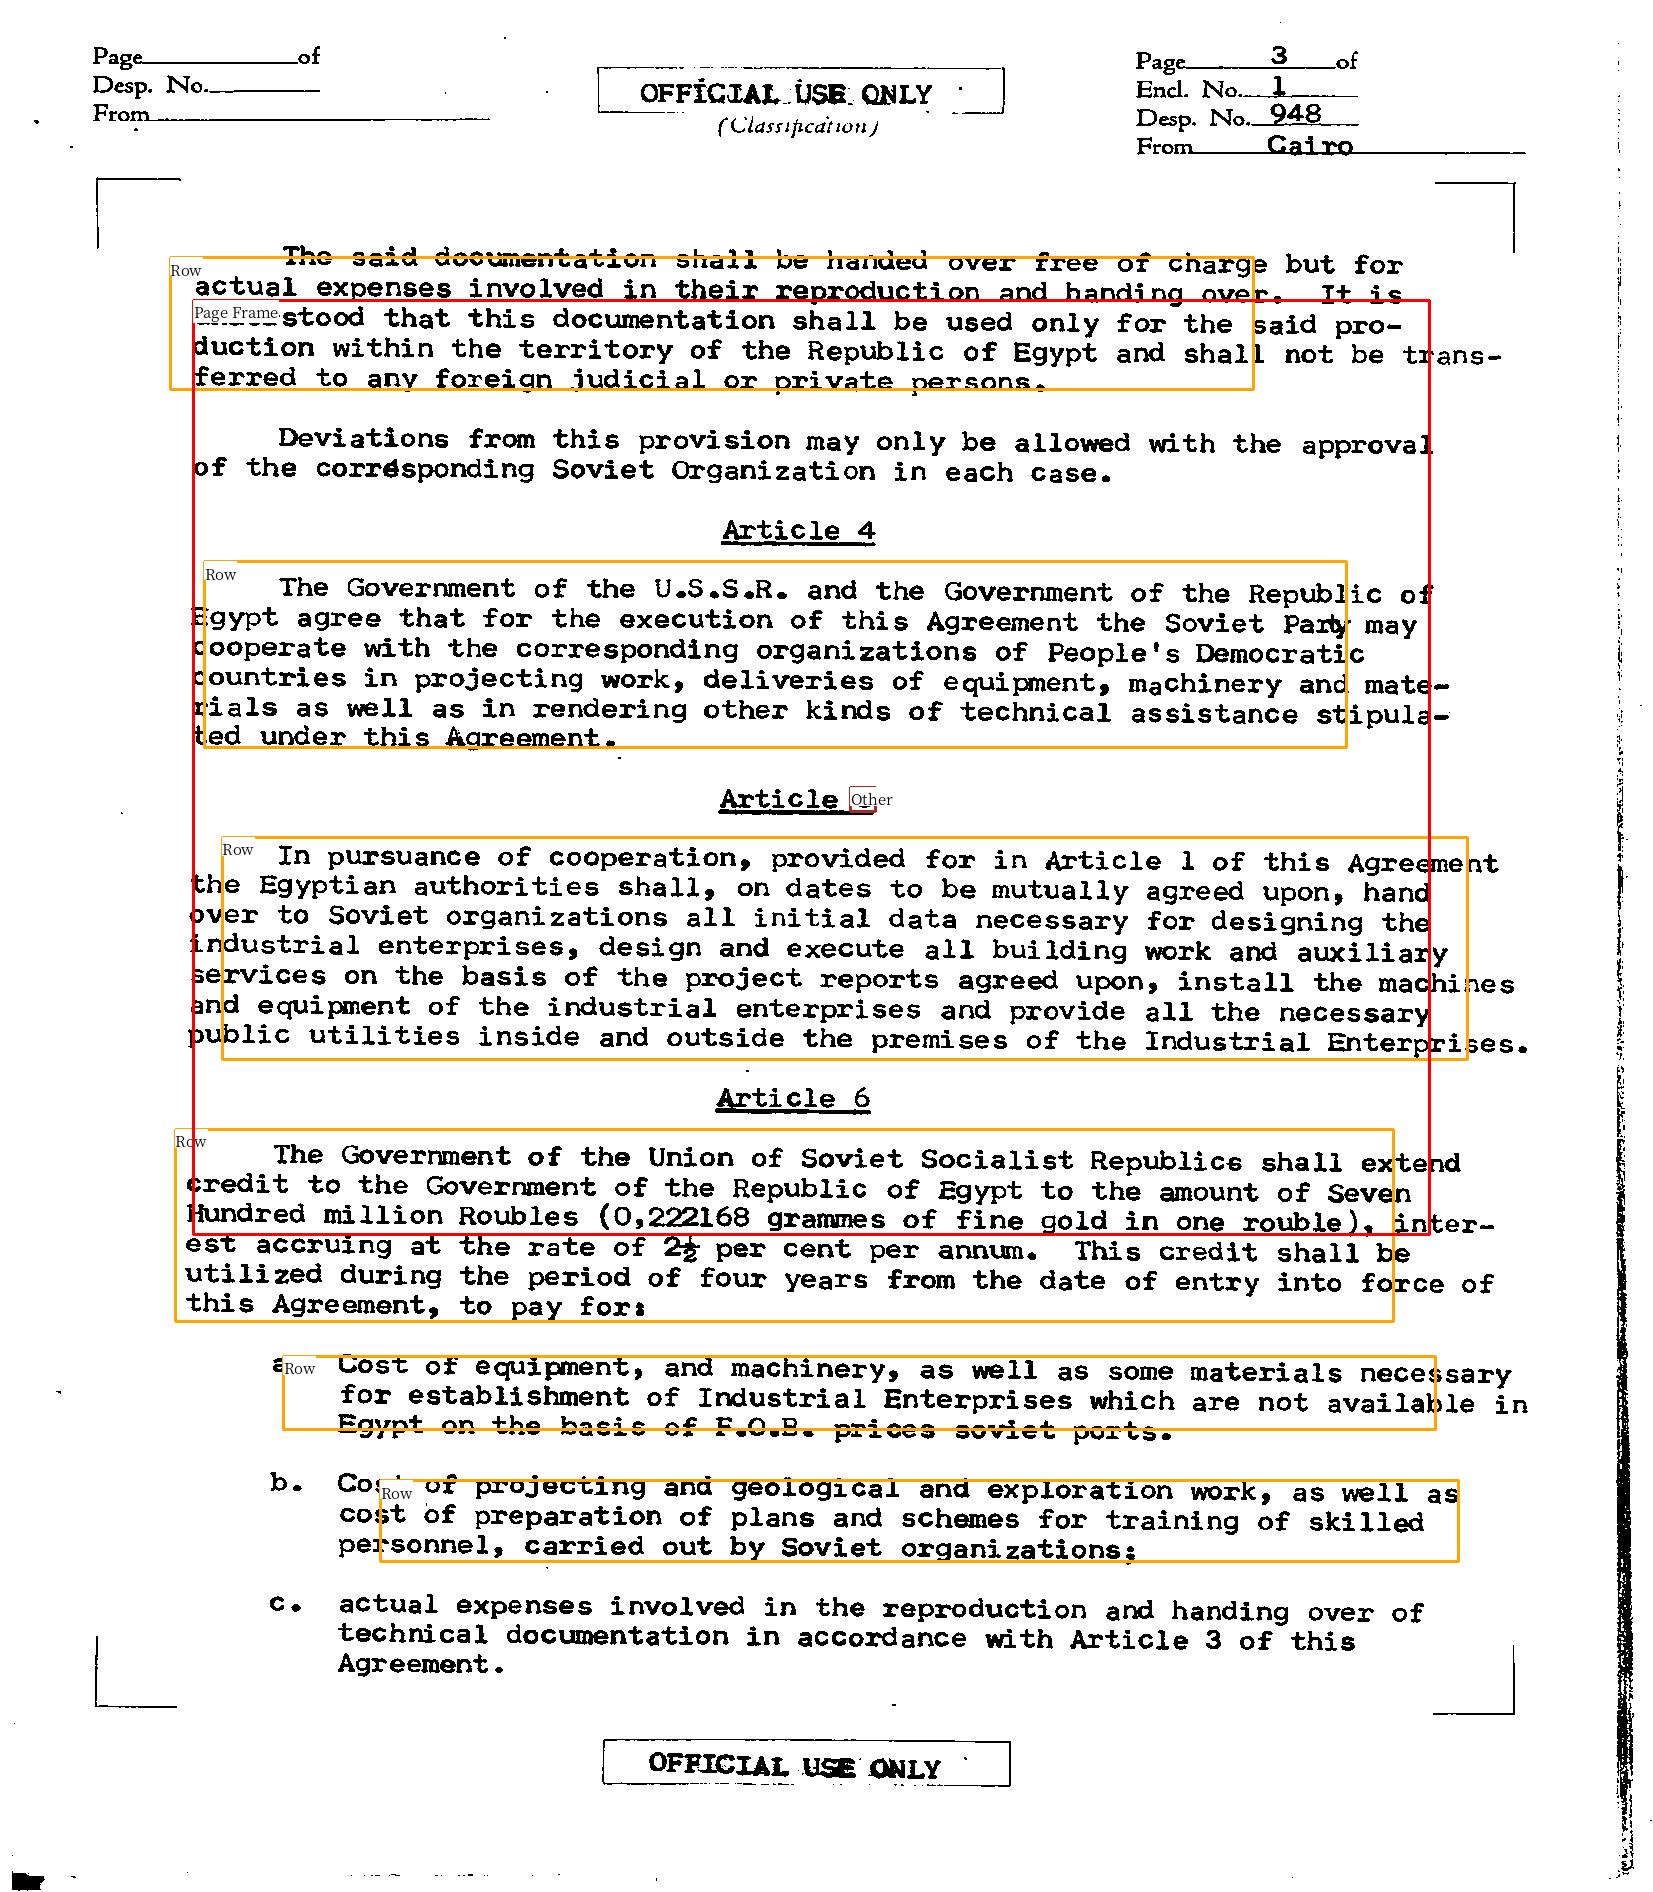 Page of
Desp. No.
From
OFFICIAL USE ONLY
(Classification)
Page 3 of
Encl. No. 1
Desp. No. 948
From Cairo
The said documentation shall be handed over free of charge but for
Row
actual expenses involved in their reproduction and handing over. It is
Page Frame stood that this documentation shall be used only for the said pro-
duction within the territory of the Republic of Egypt and shall not be trans-
ferred to any foreign judicial or private persons.
Deviations from this provision may only be allowed with the approval
of the corrésponding Soviet Organization in each case.
Article 4
Row
The Government of the U.S.S.R. and the Government of the Republic of
Egypt agree that for the execution of this Agreement the Soviet Party may
cooperate with the corresponding organizations of People's Democratic
countries in projecting work, deliveries of equipment, machinery and mate-
rials as well as in rendering other kinds of technical assistance stipula-
ted under this Agreement.
Article Other
Row
In pursuance of cooperation, provided for in Article 1 of this Agreement
the Egyptian authorities shall, on dates to be mutually agreed upon, hand
over to Soviet organizations all initial data necessary for designing the
industrial enterprises, design and execute all building work and auxiliary
services on the basis of the project reports agreed upon, install the machines
and equipment of the industrial enterprises and provide all the necessary
public utilities inside and outside the premises of the Industrial Enterprises.
Article 6
Row
The Government of the Union of Soviet Socialist Republics shall extend
credit to the Government of the Republic of Egypt to the amount of Seven
Hundred million Roubles (0,222168 grammes of fine gold in one rouble), inter-
est accruing at the rate of 2½ per cent per annum. This credit shall be
utilized during the period of four years from the date of entry into force of
this Agreement, to pay for:
a Row Cost of equipment, and machinery, as well as some materials necessary
for establishment of Industrial Enterprises which are not available in
Egypt on the basis of F.O.B. prices soviet ports.
b. Cost of projecting and geological and exploration work, as well as
Row
cost of preparation of plans and schemes for training of skilled
personnel, carried out by Soviet organizations;
c. actual expenses involved in the reproduction and handing over of
technical documentation in accordance with Article 3 of this
Agreement.
OFFICIAL USE ONLY